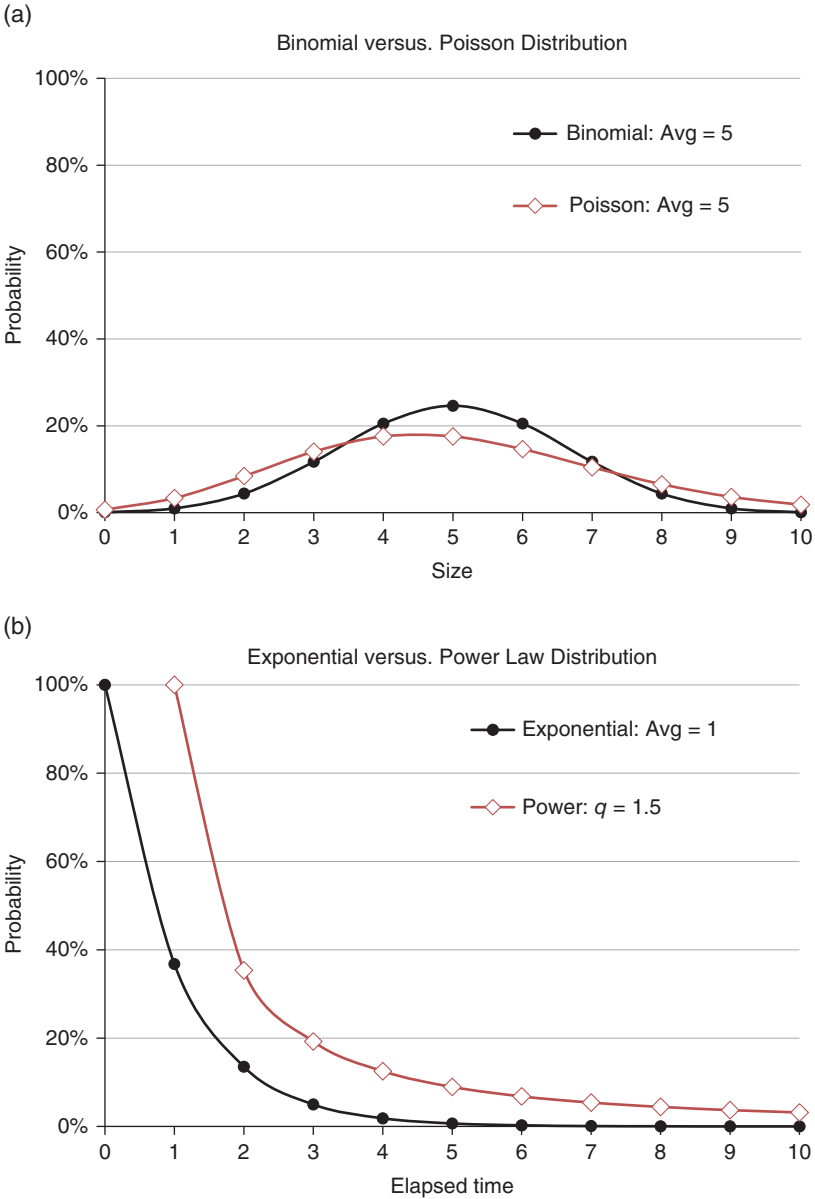 (a)
Binomial versus. Poisson Distribution
100%
80%
60%
40%
20%
0%
Probability
Binomial: Avg = 5
Poisson: Avg = 5
0 1 2 3 4 5 6 7 8 9 10
Size
(b)
Exponential versus. Power Law Distribution
100%
80%
60%
40%
20%
0%
Probability
Exponential: Avg = 1
Power: q = 1.5
0 1 2 3 4 5 6 7 8 9 10
Elapsed time